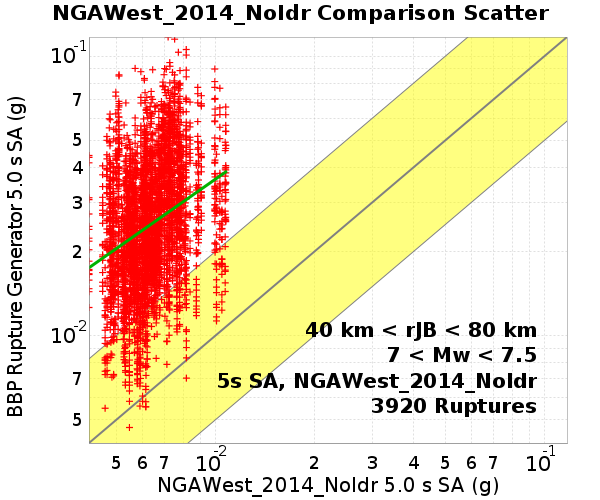 NGAWest_2014_NoIdr Comparison Scatter
BBP Rupture Generator 5.0 s SA (g)
10-1
7
5
4
3
2
10-2
7
5
40 km < rJB < 80 km
7 < Mw < 7.5
5s SA, NGAWest_2014_NoIdr
3920 Ruptures
5 6 7 10-2 2 3 4 5 6 7 10-1
NGAWest_2014_NoIdr 5.0 s SA (g)